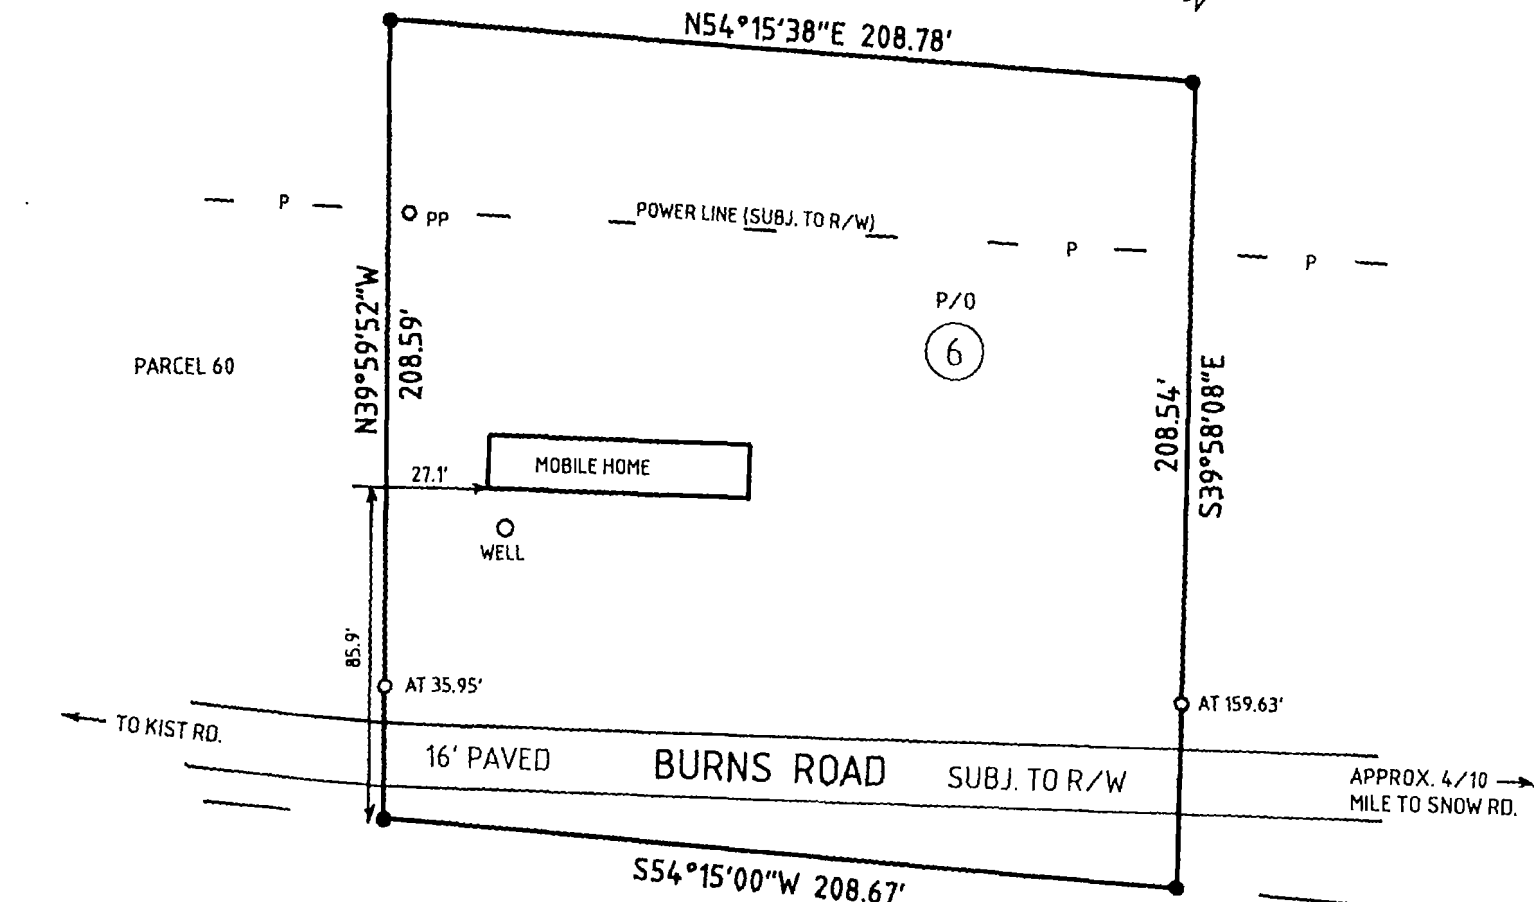 N54°15'38"E 208.78'
P
PP
POWER LINE (SUBJ. TO R/W)
P
P
P/O
6
N39°59'52"W
208.59'
PARCEL 60
208.54'
S39°58'08"E
MOBILE HOME
27.1'
WELL
85.9'
AT 35.95'
AT 159.63'
TO KIST RD.
16' PAVED
BURNS ROAD
SUBJ. TO R/W
APPROX. 4/10
MILE TO SNOW RD.
S54°15'00"W 208.67'